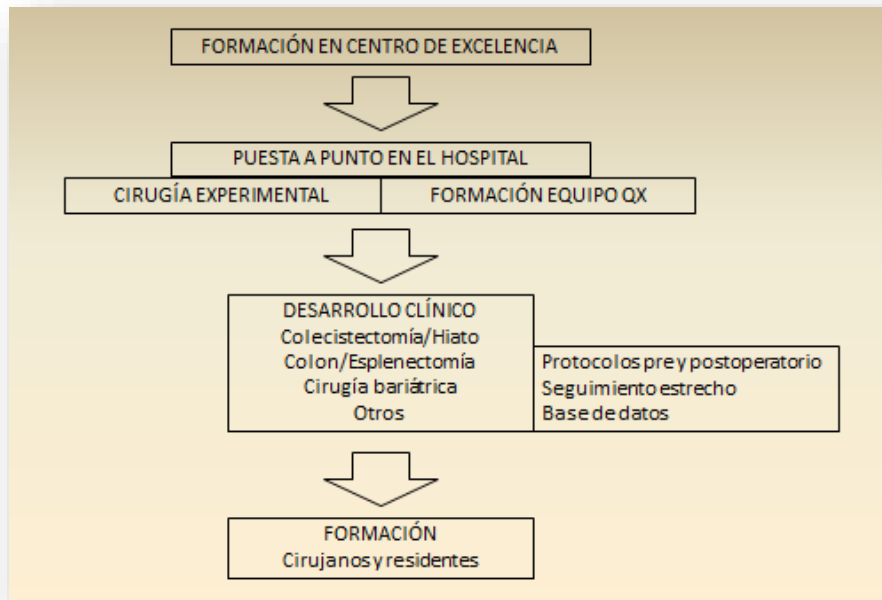 FORMACIÓN EN CENTRO DE EXCELENCIA
PUESTA A PUNTO EN EL HOSPITAL
CIRUGÍA EXPERIMENTAL
FORMACIÓN EQUIPO QX
DESARROLLO CLÍNICO
Colecistectomía/Hiato
Colon/Esplenectomía
Cirugía bariátrica
Otros
Protocolos pre y postoperatorio
Seguimiento estrecho
Base de datos
FORMACIÓN
Cirujanos y residentes